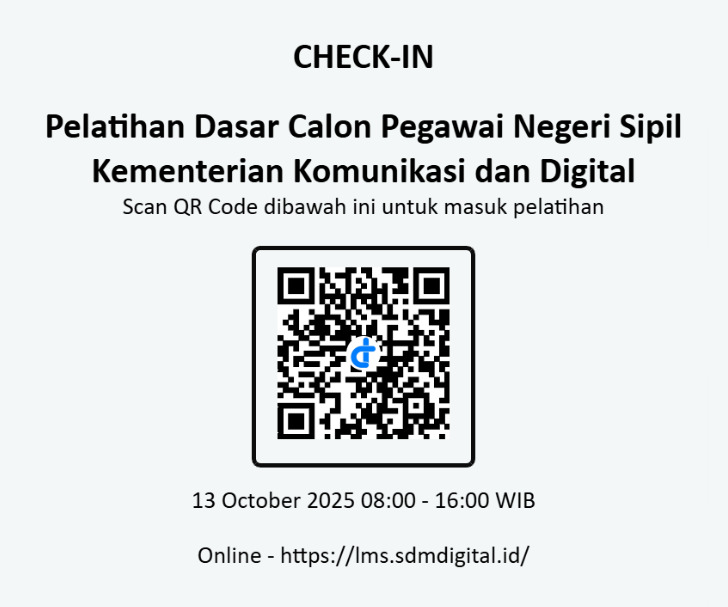 CHECK-IN
Pelatihan Dasar Calon Pegawai Negeri Sipil
Kementerian Komunikasi dan Digital
Scan QR Code dibawah ini untuk masuk pelatihan
13 October 2025 08:00 - 16:00 WIB
Online - https://lms.sdmdigital.id/